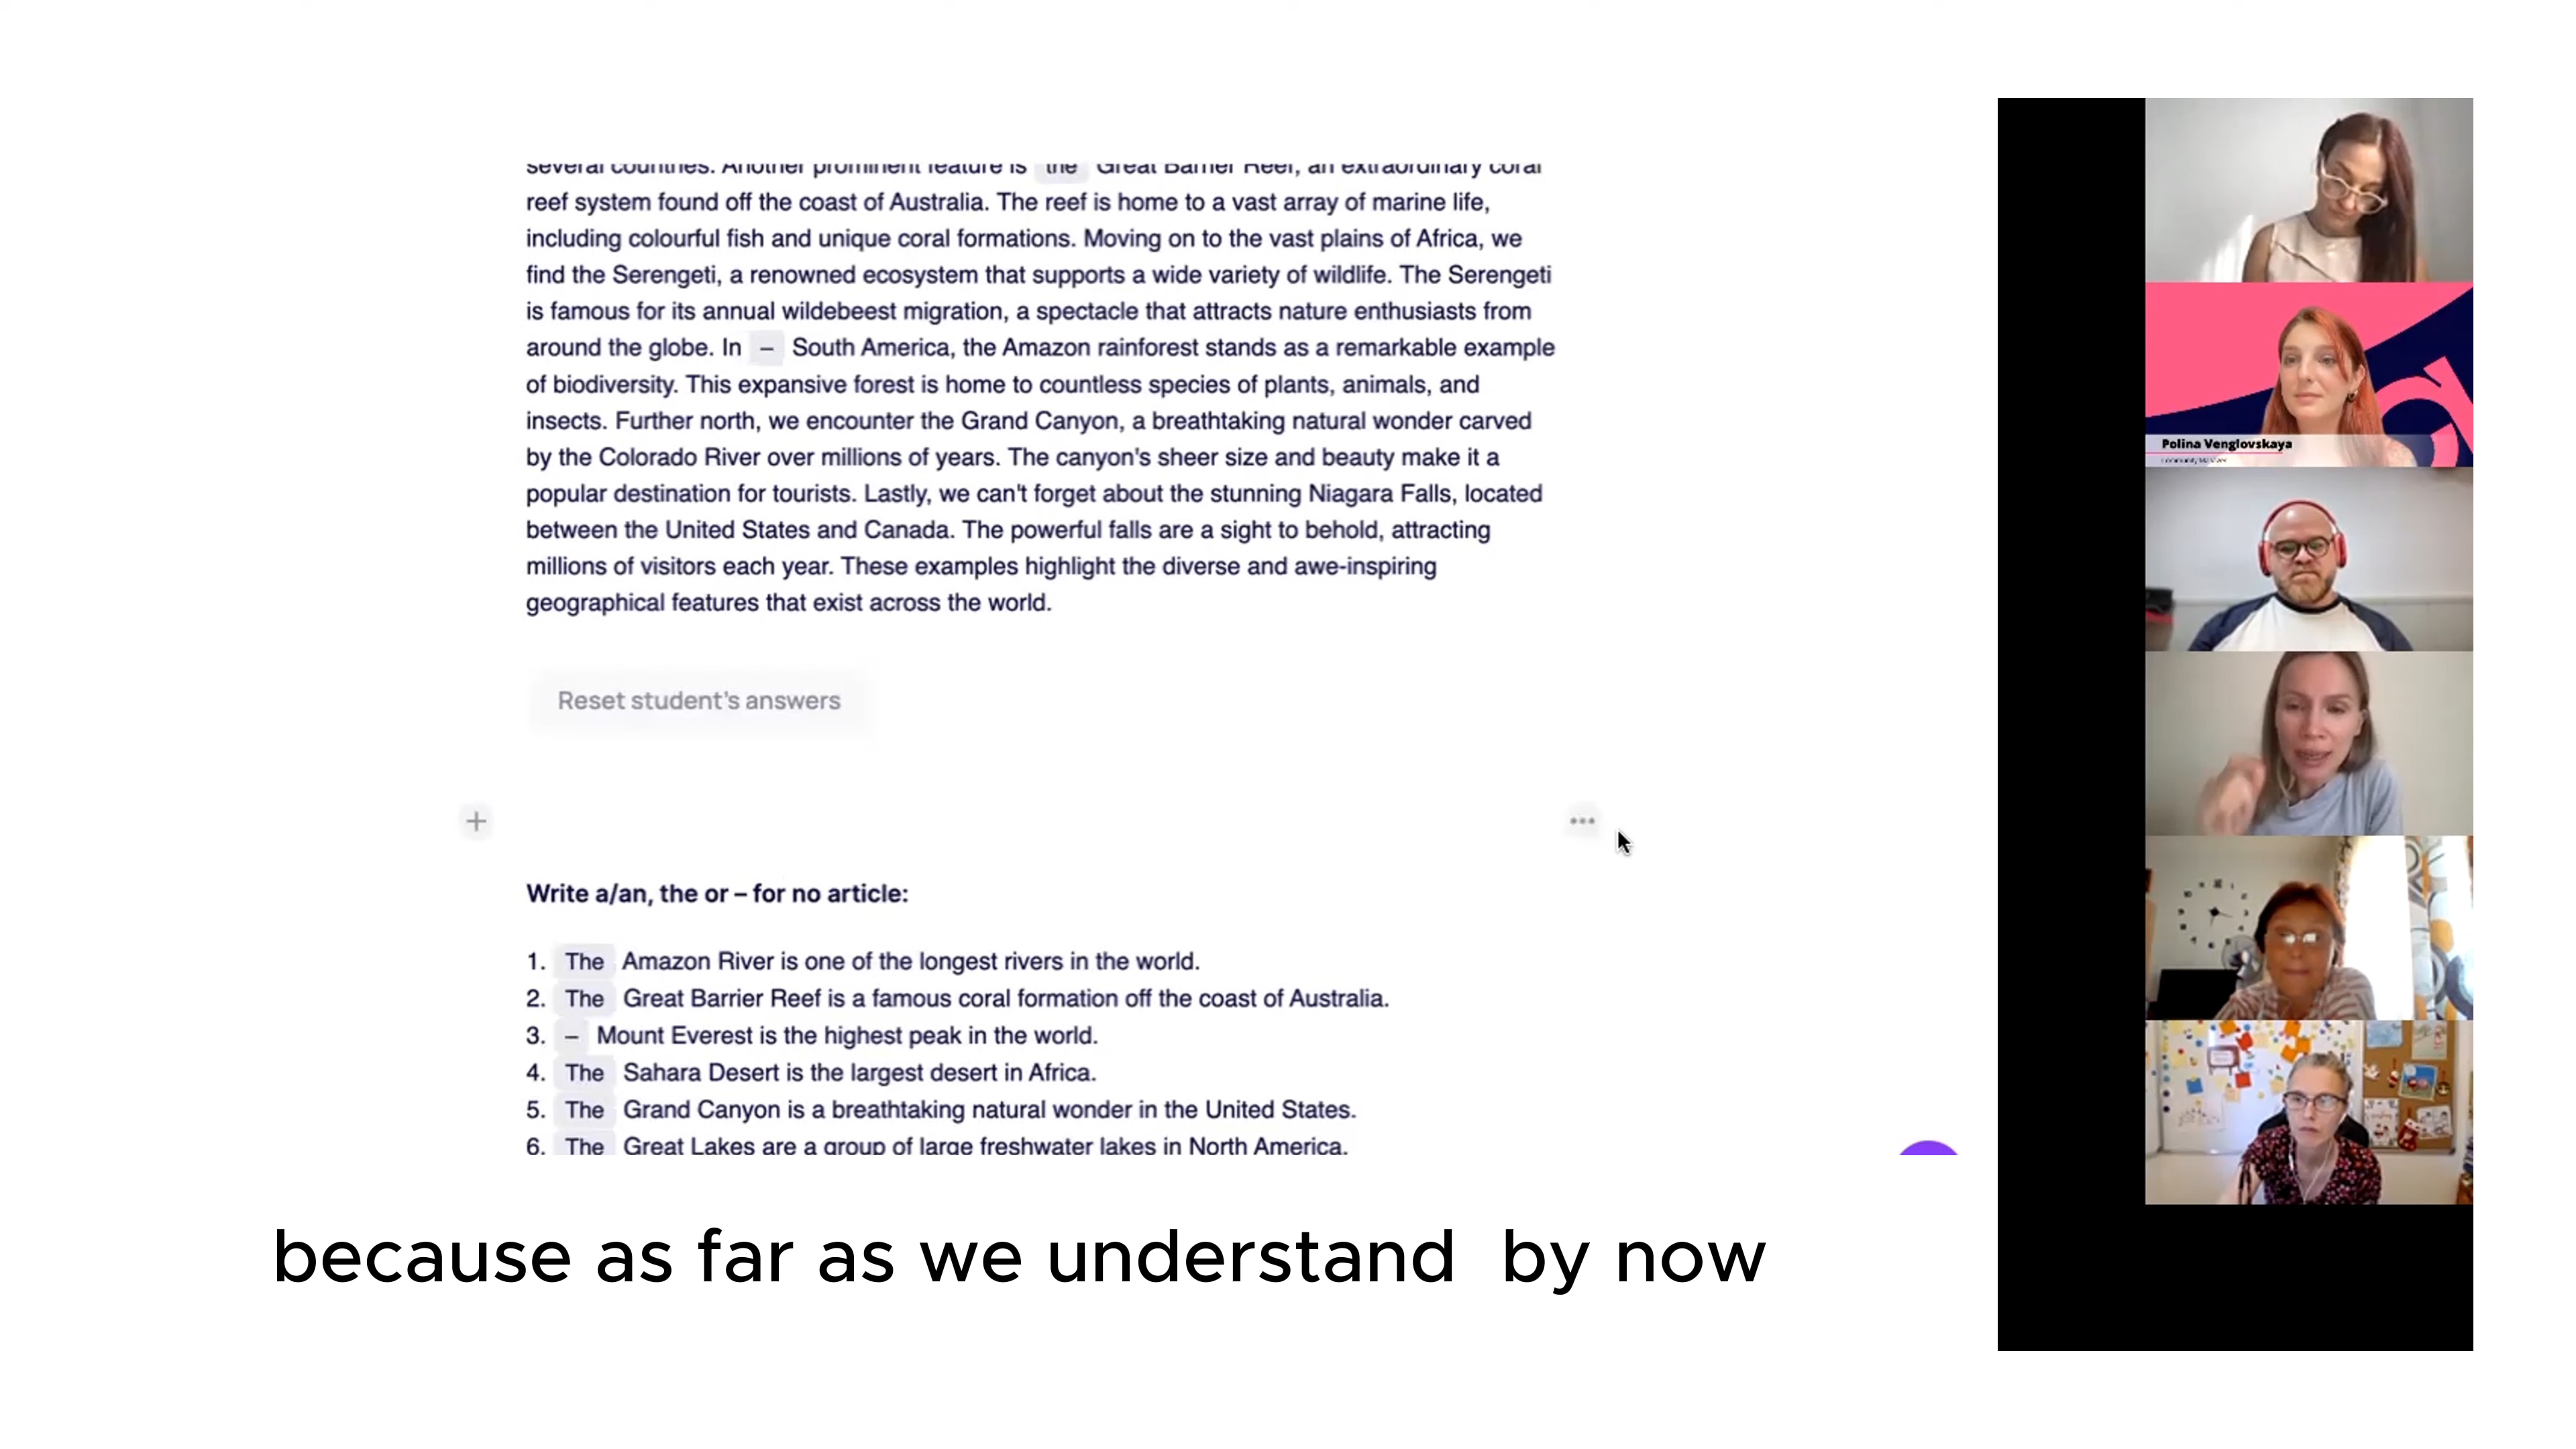 several countries. Another prominent feature is the Great Barrier Reef, an extraordinary coral
reef system found off the coast of Australia. The reef is home to a vast array of marine life,
including colourful fish and unique coral formations. Moving on to the vast plains of Africa, we
find the Serengeti, a renowned ecosystem that supports a wide variety of wildlife. The Serengeti
is famous for its annual wildebeest migration, a spectacle that attracts nature enthusiasts from
around the globe. In – South America, the Amazon rainforest stands as a remarkable example
of biodiversity. This expansive forest is home to countless species of plants, animals, and
insects. Further north, we encounter the Grand Canyon, a breathtaking natural wonder carved
by the Colorado River over millions of years. The canyon's sheer size and beauty make it a
popular destination for tourists. Lastly, we can't forget about the stunning Niagara Falls, located
between the United States and Canada. The powerful falls are a sight to behold, attracting
millions of visitors each year. These examples highlight the diverse and awe-inspiring
geographical features that exist across the world.
Reset student's answers
Write a/an, the or – for no article:
1. The Amazon River is one of the longest rivers in the world.
2. The Great Barrier Reef is a famous coral formation off the coast of Australia.
3. – Mount Everest is the highest peak in the world.
4. The Sahara Desert is the largest desert in Africa.
5. The Grand Canyon is a breathtaking natural wonder in the United States.
6. The Great Lakes are a group of large freshwater lakes in North America.
Polina Venglovskaya
because as far as we understand by now